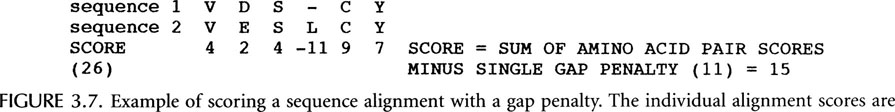 sequence 1 V D S - C Y
sequence 2 V E S L C Y
SCORE 4 2 4 -11 9 7 SCORE = SUM OF AMINO ACID PAIR SCORES
(26) MINUS SINGLE GAP PENALTY (11) = 15
FIGURE 3.7. Example of scoring a sequence alignment with a gap penalty. The individual alignment scores are